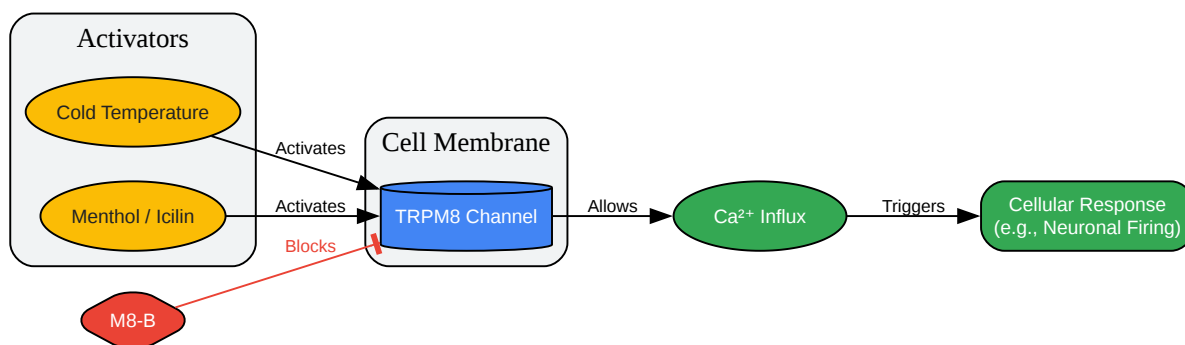 Activators
Cold Temperature
Activates
Cell Membrane
Menthol / Icilin
Activates
TRPM8 Channel
Allows
Ca²⁺ Influx
Triggers
Cellular Response
(e.g., Neuronal Firing)
Blocks
M8-B